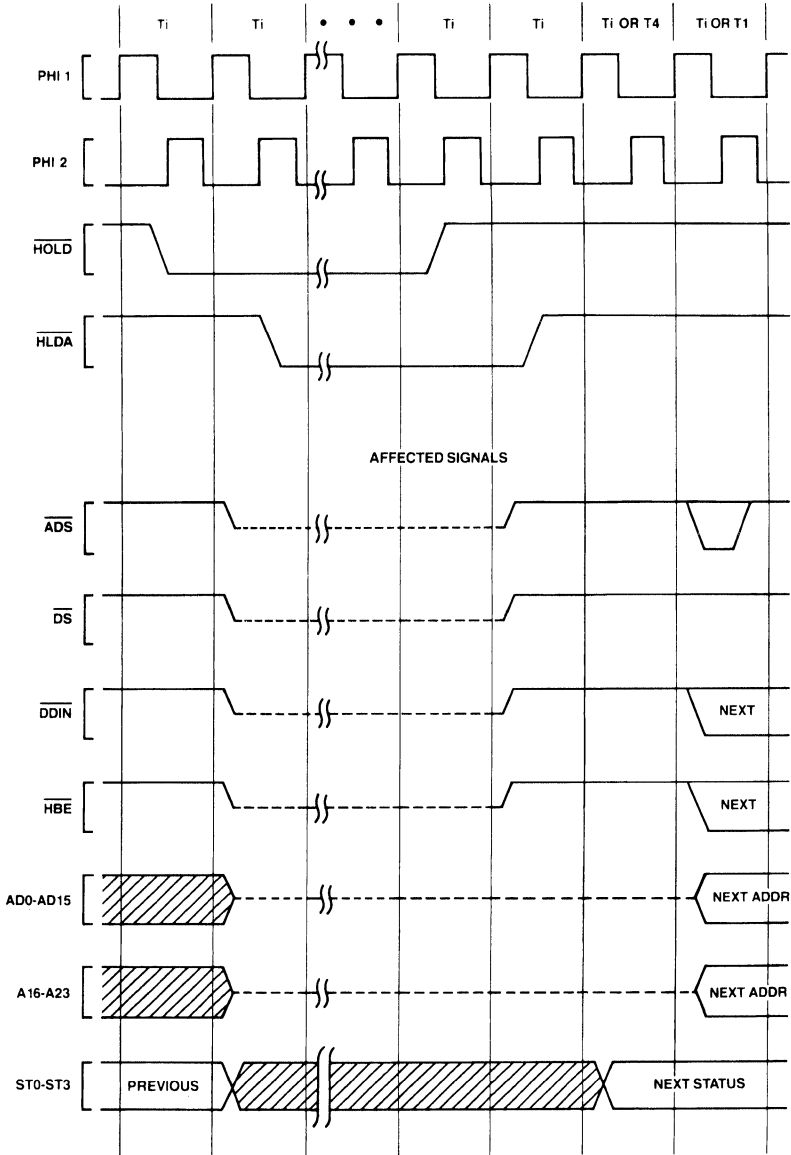 Ti Ti • • • Ti Ti Ti OR T4 Ti OR T1
PHI 1
PHI 2
HOLD
HLDA
AFFECTED SIGNALS
ADS
DS
DDIN NEXT
HBE NEXT
AD0-AD15 NEXT ADDR
A16-A23 NEXT ADDR
ST0-ST3 PREVIOUS NEXT STATUS